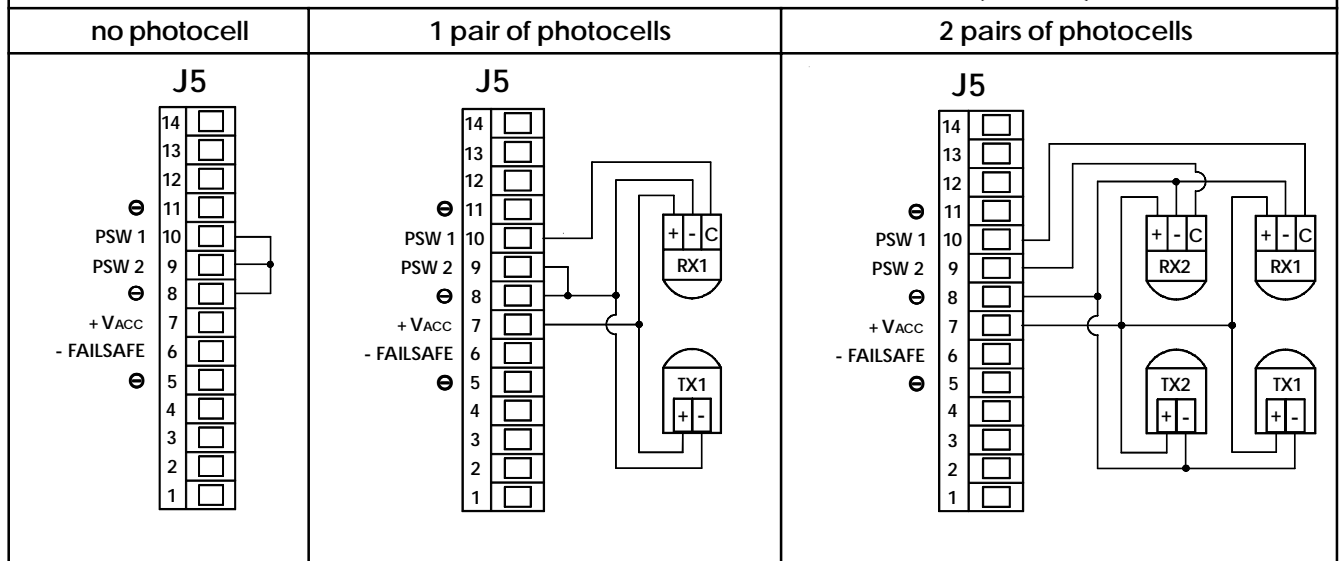 no photocell
1 pair of photocells
2 pairs of photocells
J5
14
13
12
⊖ 11
PSW 1 10
PSW 2 9
⊖ 8
+ VACC 7
- FAILSAFE 6
⊖ 5
4
3
2
1
J5
14
13
12
⊖ 11
PSW 1 10
PSW 2 9
⊖ 8
+ VACC 7
- FAILSAFE 6
⊖ 5
4
3
2
1
+ - C
RX1
TX1
+ -
J5
14
13
12
⊖ 11
PSW 1 10
PSW 2 9
⊖ 8
+ VACC 7
- FAILSAFE 6
⊖ 5
4
3
2
1
+ - C
RX2
+ - C
RX1
TX2
+ -
TX1
+ -